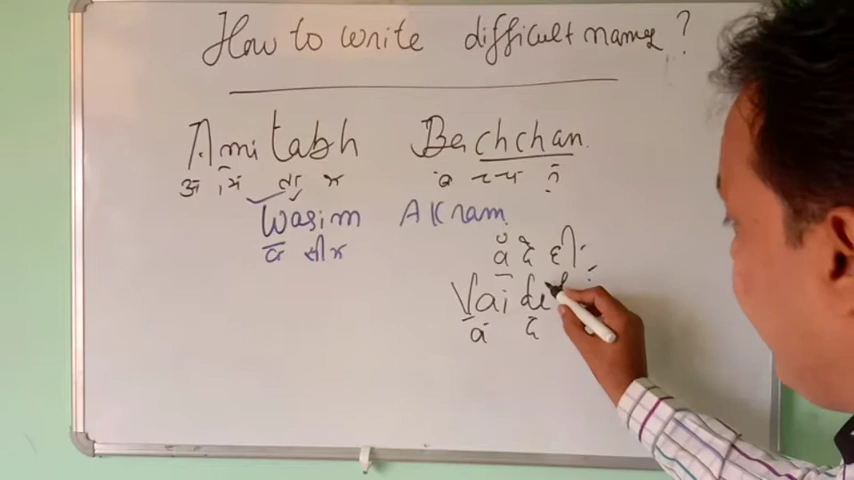 How to write difficult names?
Amitabh Bachchan
अ मि ता भ ब च्च न
Wasim Akram
व सीम
वैदेही
Vaide
वै दे